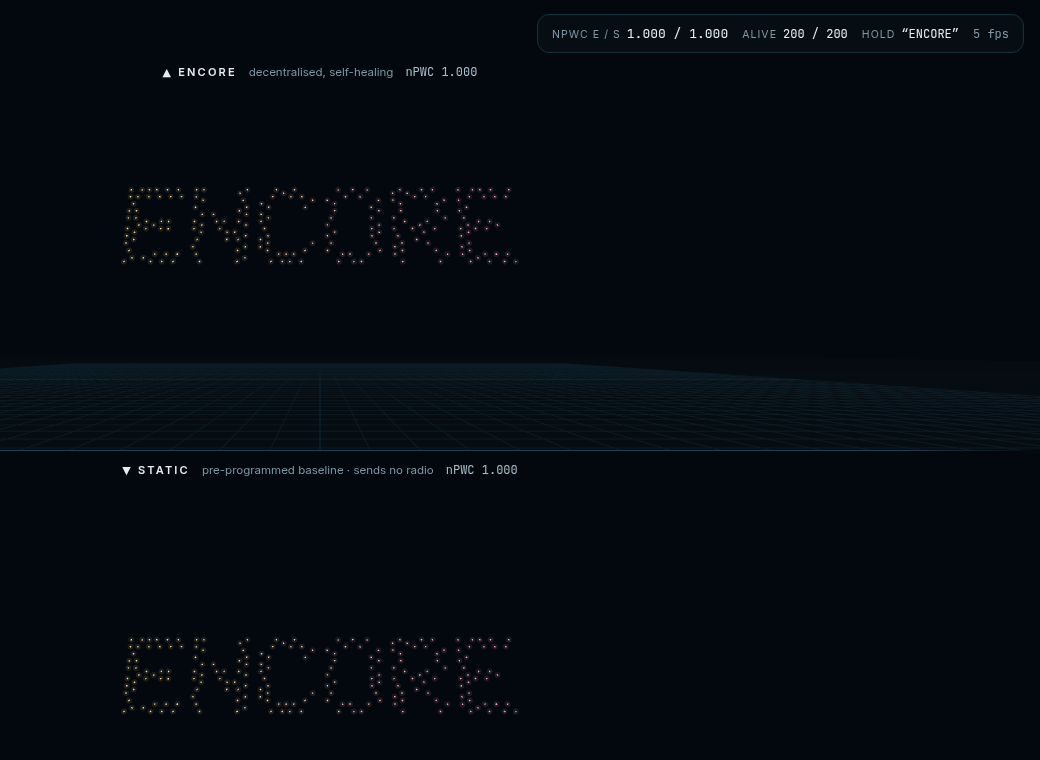 NPWC E / S 1.000 / 1.000 ALIVE 200 / 200 HOLD “ENCORE” 5 fps
▲ ENCORE decentralised, self-healing nPWC 1.000
ENCORE
▼ STATIC pre-programmed baseline · sends no radio nPWC 1.000
ENCORE